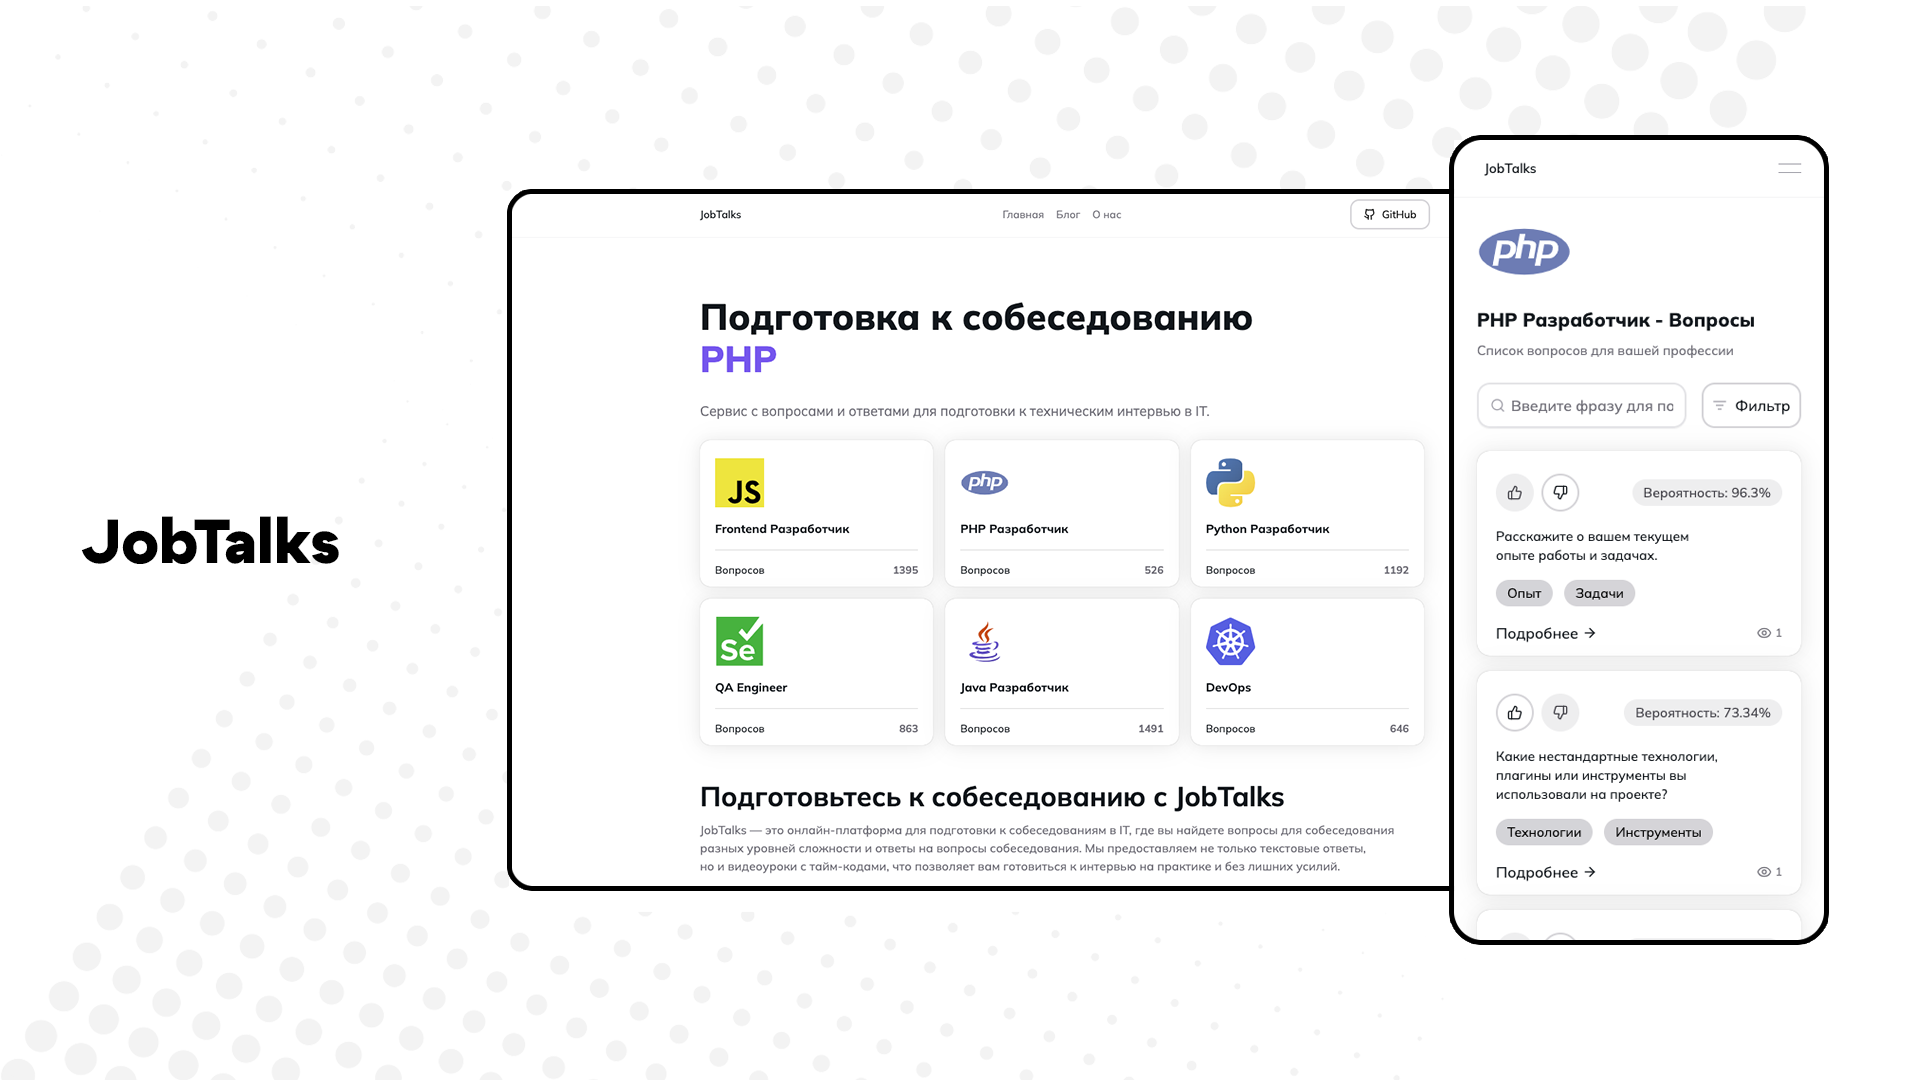 JobTalks
JobTalks
Главная Блог О нас
GitHub
Подготовка к собеседованию
PHP
Сервис с вопросами и ответами для подготовки к техническим интервью в IT.
JS
Frontend Разработчик
Вопросов 1395
php
PHP Разработчик
Вопросов 526
Python Разработчик
Вопросов 1192
Se
QA Engineer
Вопросов 863
Java Разработчик
Вопросов 1491
DevOps
Вопросов 646
Подготовьтесь к собеседованию с JobTalks
JobTalks — это онлайн-платформа для подготовки к собеседованиям в IT, где вы найдете вопросы для собеседования
разных уровней сложности и ответы на вопросы собеседования. Мы предоставляем не только текстовые ответы,
но и видеоуроки с тайм-кодами, что позволяет вам готовиться к интервью на практике и без лишних усилий.
JobTalks
php
PHP Разработчик - Вопросы
Список вопросов для вашей профессии
Введите фразу для по
Фильтр
Вероятность: 96.3%
Расскажите о вашем текущем
опыте работы и задачах.
Опыт Задачи
Подробнее → 1
Вероятность: 73.34%
Какие нестандартные технологии,
плагины или инструменты вы
использовали на проекте?
Технологии Инструменты
Подробнее → 1